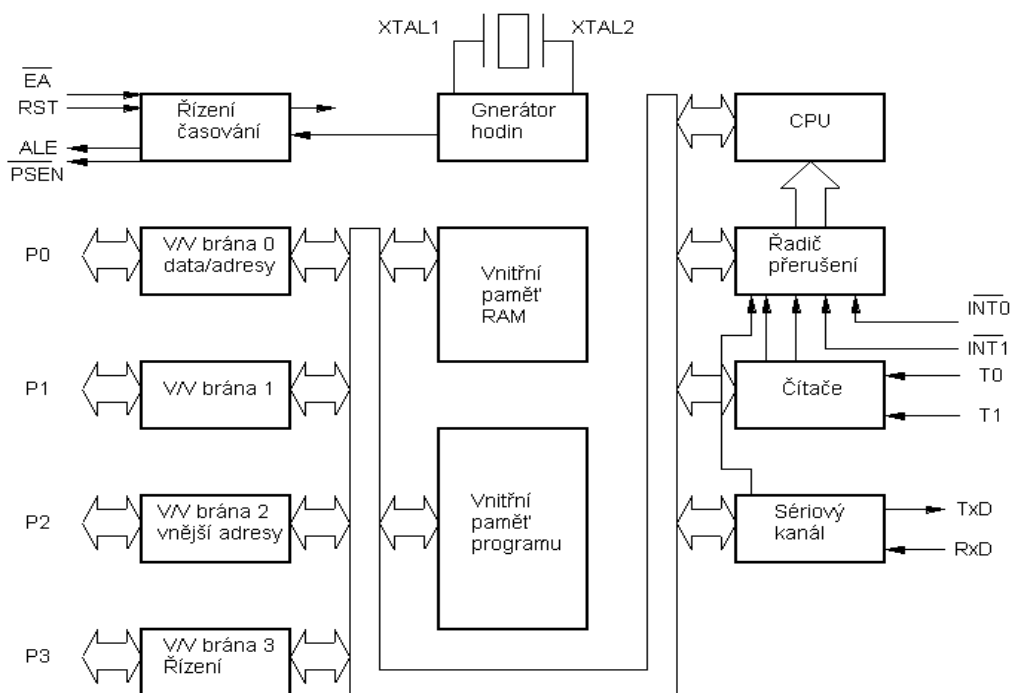 XTAL1
XTAL2
EA
RST
ALE
PSEN
Řízení
časování
Gnerátor
hodin
CPU
P0
V/V brána 0
data/adresy
Vnitřní
paměť
RAM
Řadič
přerušení
INT0
INT1
P1
V/V brána 1
Čítače
T0
T1
P2
V/V brána 2
vnější adresy
Vnitřní
paměť
programu
Sériový
kanál
TxD
RxD
P3
V/V brána 3
Řízení